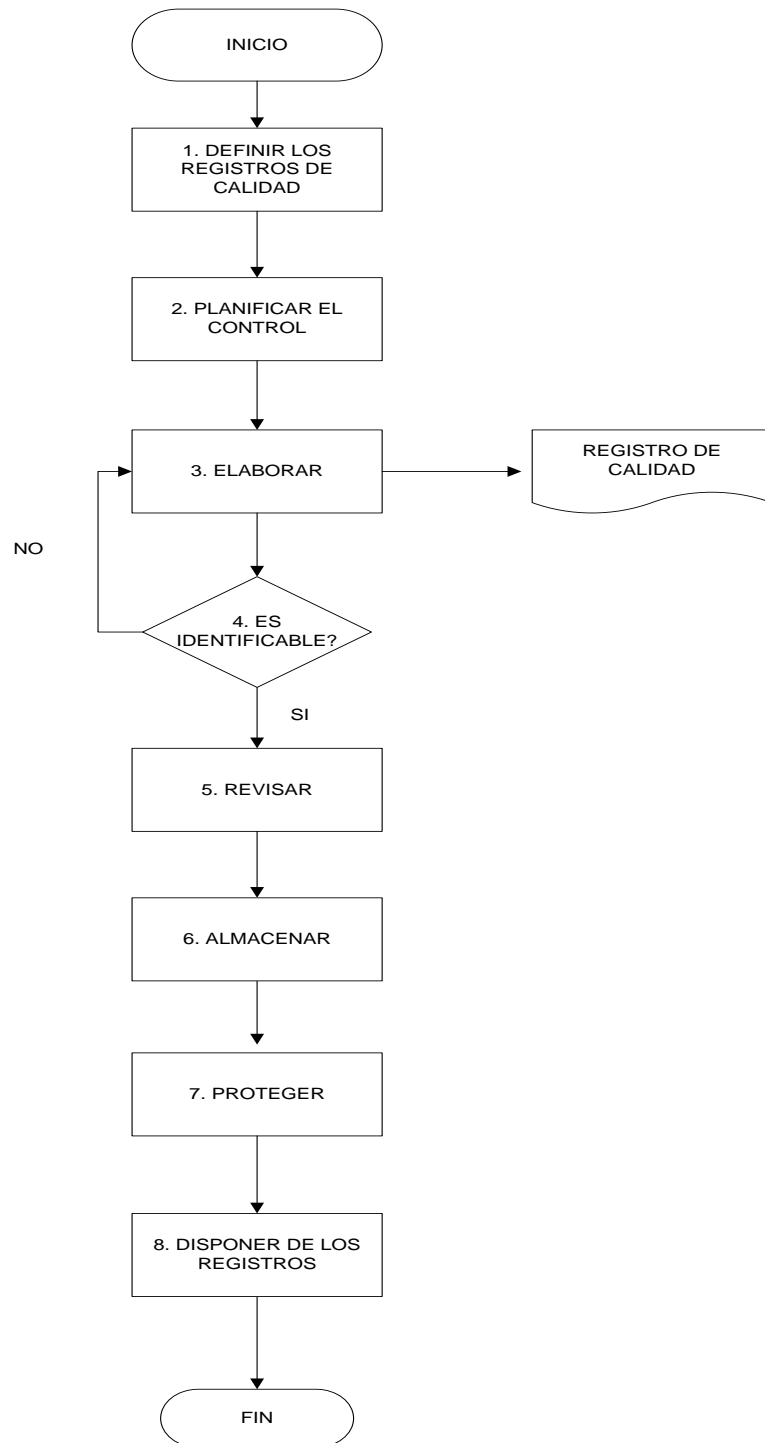 INICIO
1. DEFINIR LOS
REGISTROS DE
CALIDAD
2. PLANIFICAR EL
CONTROL
3. ELABORAR
REGISTRO DE
CALIDAD
NO
4. ES
IDENTIFICABLE?
SI
5. REVISAR
6. ALMACENAR
7. PROTEGER
8. DISPONER DE LOS
REGISTROS
FIN